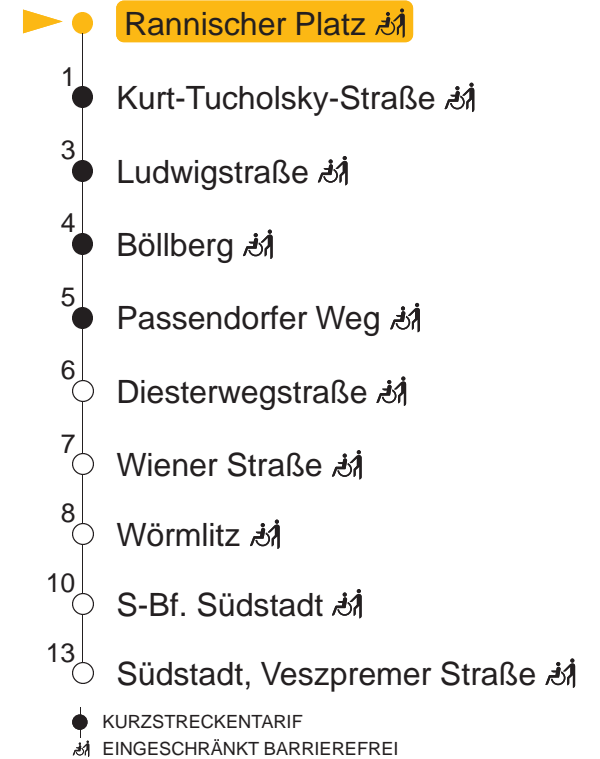 Rannischer Platz
1
Kurt-Tucholsky-Straße
3
Ludwigstraße
4
Böllberg
5
Passendorfer Weg
6
Diesterwegstraße
7
Wiener Straße
8
Wörmlitz
10
S-Bf. Südstadt
13
Südstadt, Veszpremer Straße
KURZSTRECKENTARIF
EINGESCHRÄNKT BARRIEREFREI